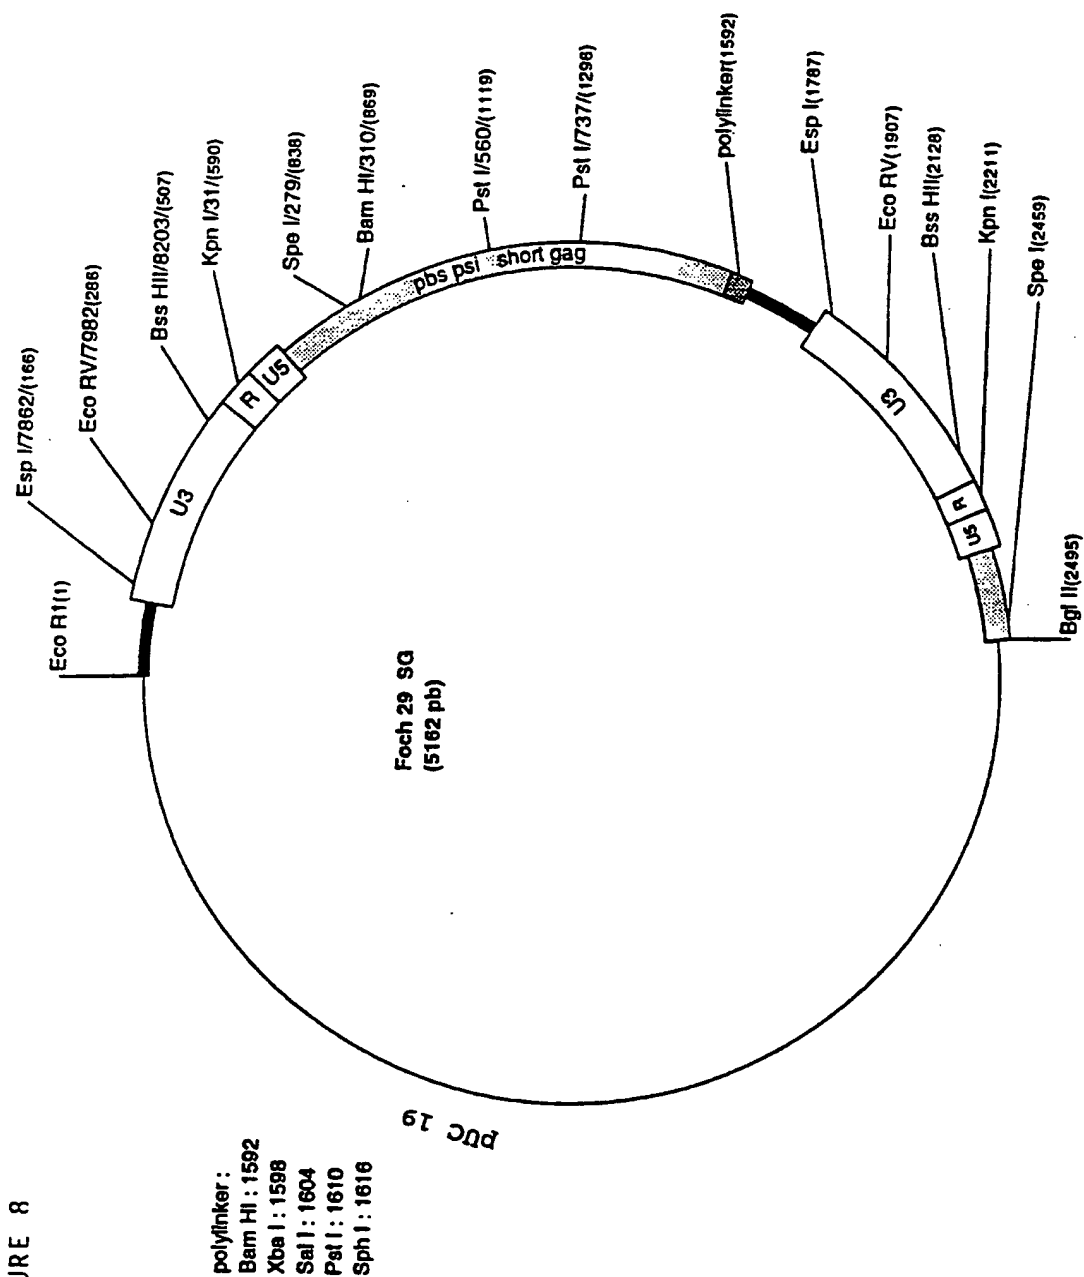 URE 8
Eco R1(1)
Esp I/7862/(166)
Eco RV/7982(286)
Bss HII/8203/(507)
Kpn I/31/(590)
Spe I/279/(838)
Bam HI/310/(869)
Pst I/560/(1119)
Pst I/737/(1296)
polylinker(1592)
Esp I(1787)
Eco RV(1907)
Bss HII(2128)
Kpn I(2211)
Spe I(2459)
Bgl II(2495)
U3
R
U5
pbs psi short gag
U3
R
U5
Foch 29 SG
(5162 pb)
pUC 19
polylinker :
Bam HI : 1592
Xba I : 1598
Sal I : 1604
Pst I : 1610
Sph I : 1616